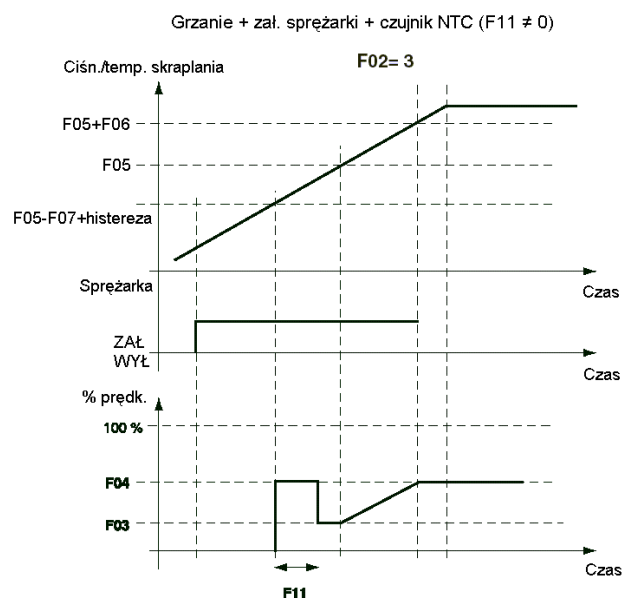 Grzanie + zał. sprężarki + czujnik NTC (F11 ≠ 0)
Ciśn./temp. skraplania
F02= 3
F05+F06
F05
F05-F07+histereza
Sprężarka
Czas
ZAŁ
WYŁ
Czas
% prędk.
100 %
F04
F03
Czas
F11